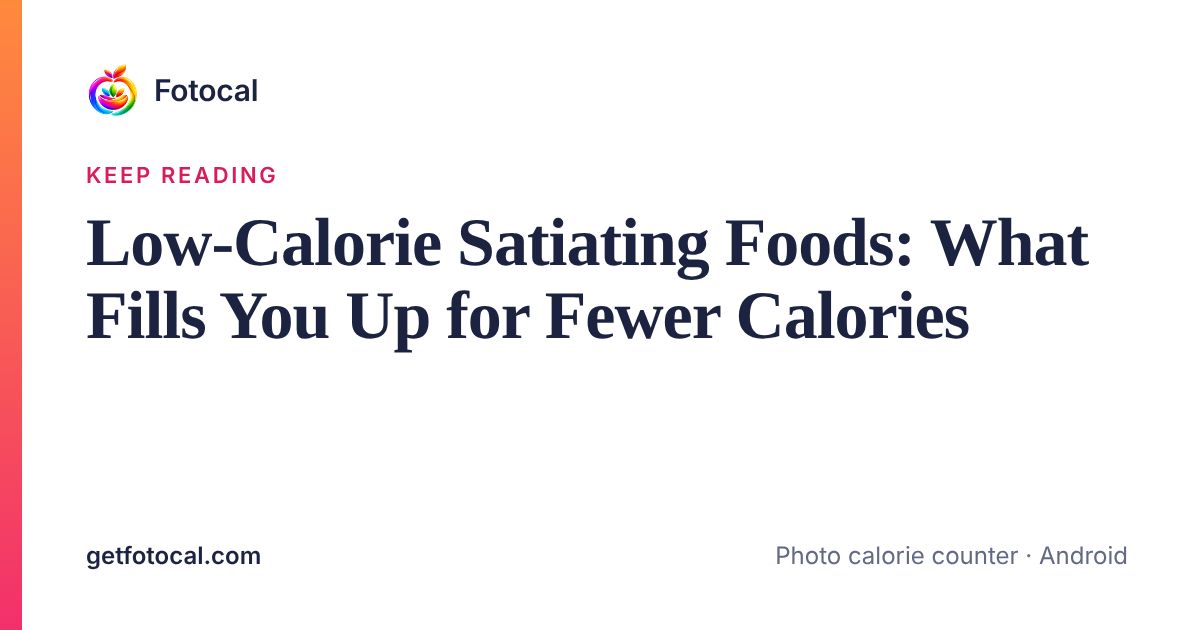 Fotocal
KEEP READING
Low-Calorie Satiating Foods: What
Fills You Up for Fewer Calories
getfotocal.com
Photo calorie counter · Android